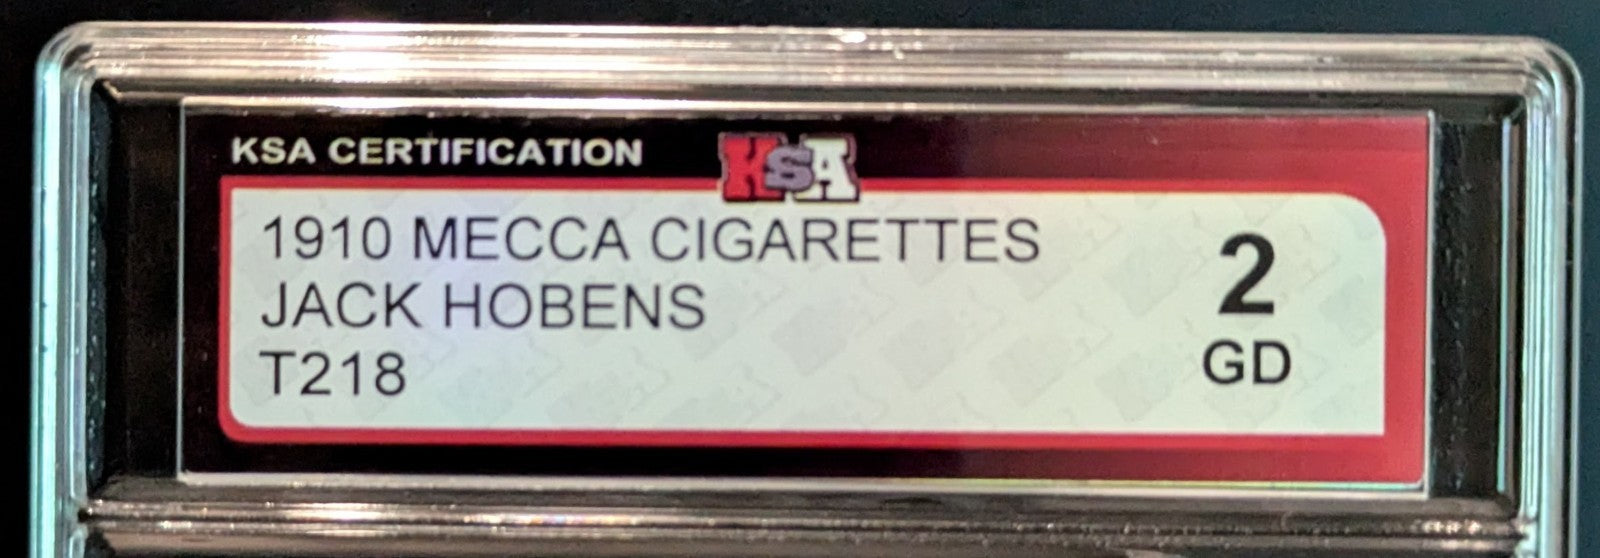 KSA CERTIFICATION
KSA
1910 MECCA CIGARETTES
JACK HOBENS
T218
2
GD